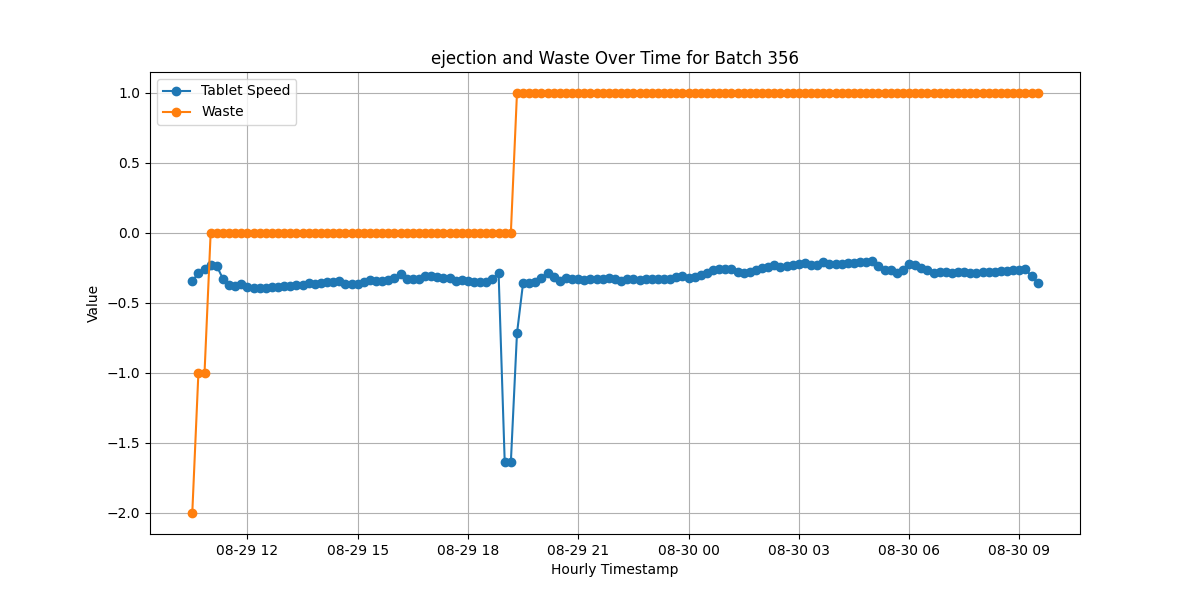 ejection and Waste Over Time for Batch 356
Tablet Speed
Waste
1.0
0.5
0.0
−0.5
−1.0
−1.5
−2.0
Value
08-29 12 08-29 15 08-29 18 08-29 21 08-30 00 08-30 03 08-30 06 08-30 09
Hourly Timestamp